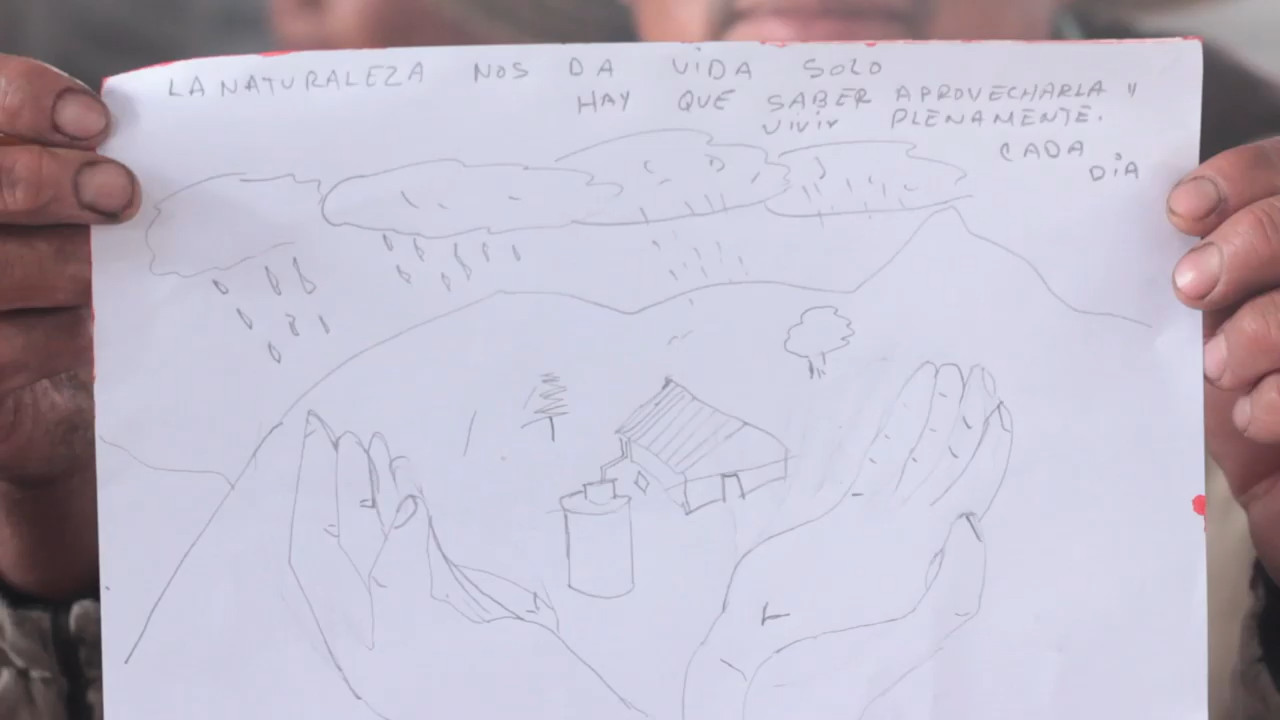 LA NATURALEZA NOS DA ViDA SOLO
HAY QUE SABER APROVECHARLA y
vivir PLENAMENTE.
CADA
DiA